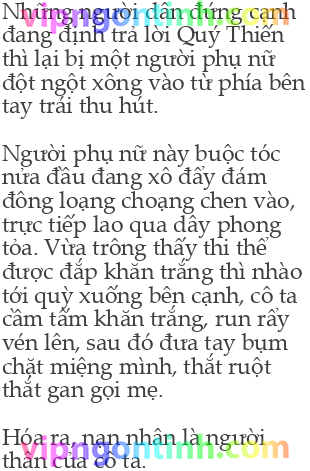 Những người dân đứng cạnh
đang định trả lời Quý Thiến
thì lại bị một người phụ nữ
đột ngột xông vào từ phía bên
tay trái thu hút.
Người phụ nữ này buộc tóc
nửa đầu đang xô đẩy đám
đông loạng choạng chen vào,
trực tiếp lao qua dây phong
tỏa. Vừa trông thấy thi thể
được đắp khăn trắng thì nhào
tới quỳ xuống bên cạnh, cô ta
cầm tấm khăn trắng, run rẩy
vén lên, sau đó đưa tay bụm
chặt miệng mình, thắt ruột
thắt gan gọi mẹ.
Hóa ra, nạn nhân là người
thân của cô ta.
vipngontinh.com
vipngontinh.com